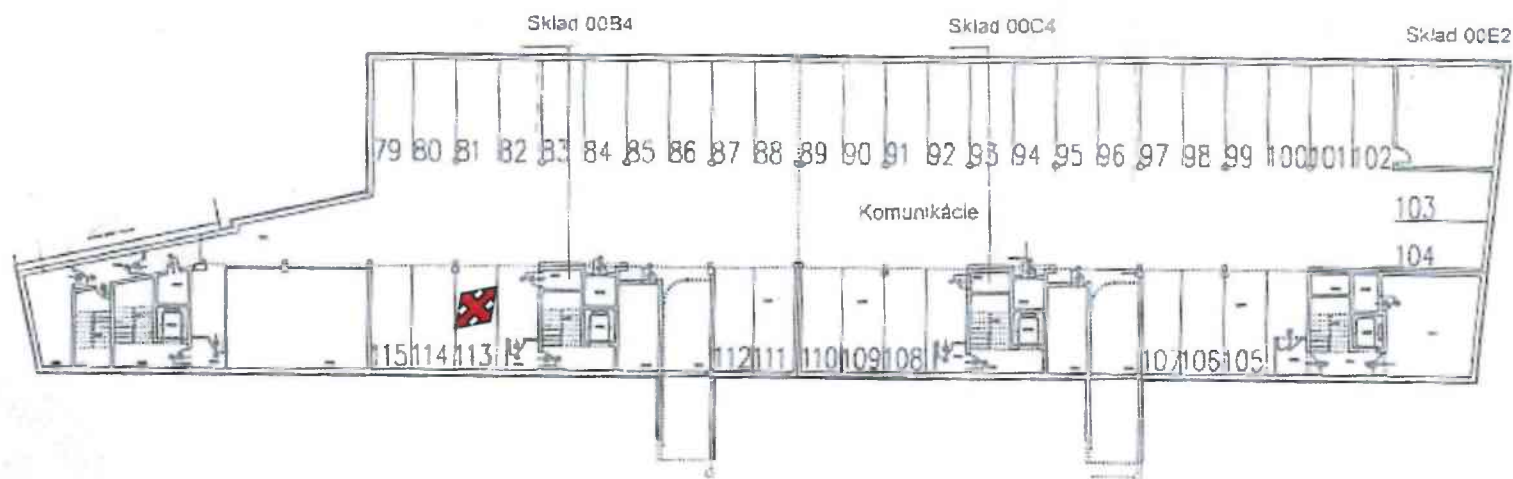 Sklad 00B4
Sklad 00C4
Sklad 00E2
79 80 81 82 83 84 85 86 87 88 89 90 91 92 93 94 95 96 97 98 99 100 101 102
Komunikácie
103
104
115 114 113 112 111 110 109 108 107 106 105